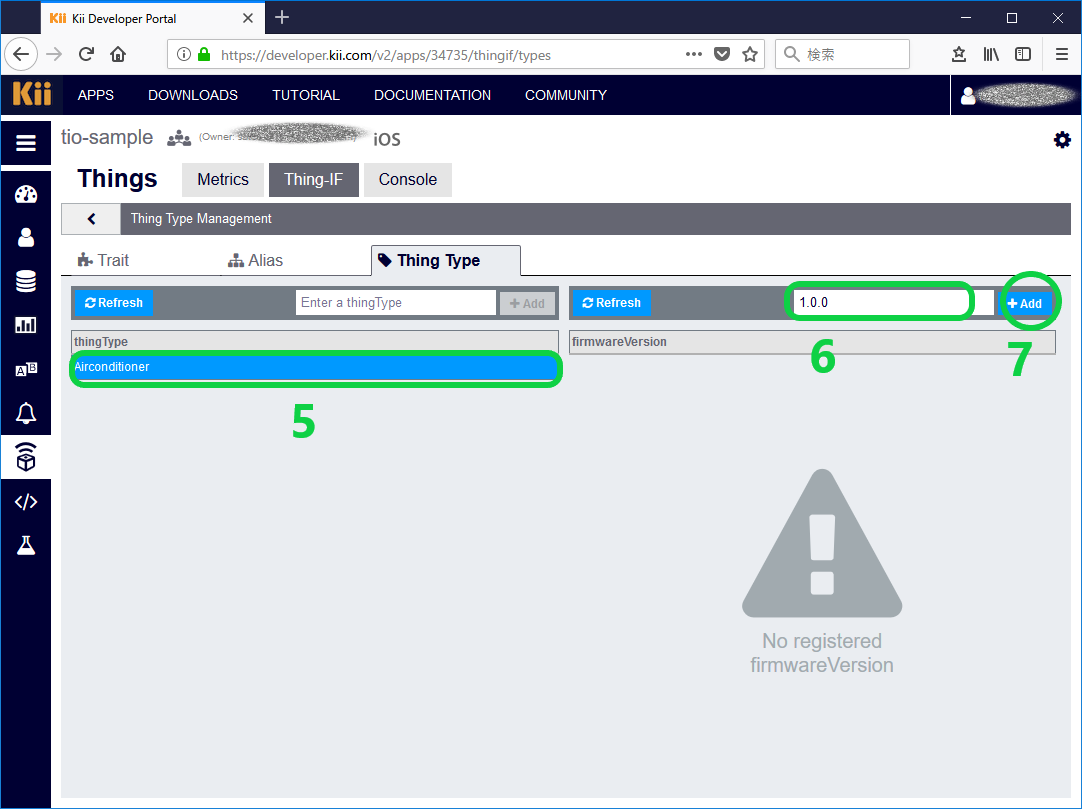 Kii Kii Developer Portal
https://developer.kii.com/v2/apps/34735/thingif/types
検索
Kii APPS DOWNLOADS TUTORIAL DOCUMENTATION COMMUNITY
tio-sample (Owner: iOS
Things Metrics Thing-IF Console
Thing Type Management
Trait Alias Thing Type
Refresh Enter a thingType Add Refresh 1.0.0 Add
thingType firmwareVersion
Airconditioner
5 6 7
No registered
firmwareVersion
A B